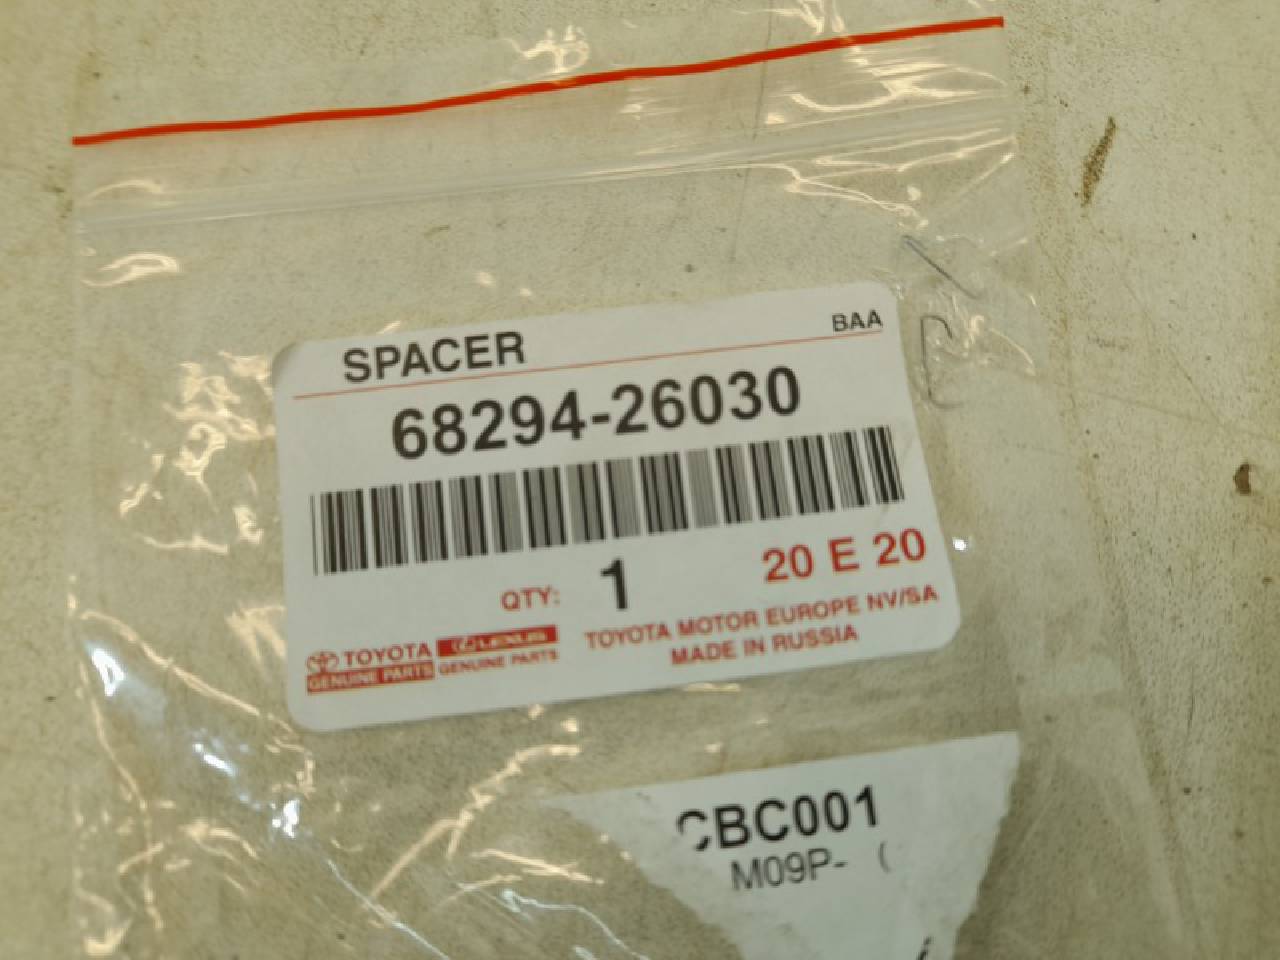 SPACER BAA
68294-26030
QTY: 1 20 E 20
TOYOTA LEXUS TOYOTA MOTOR EUROPE NV/SA
GENUINE PARTS GENUINE PARTS MADE IN RUSSIA
CBC001
M09P- (